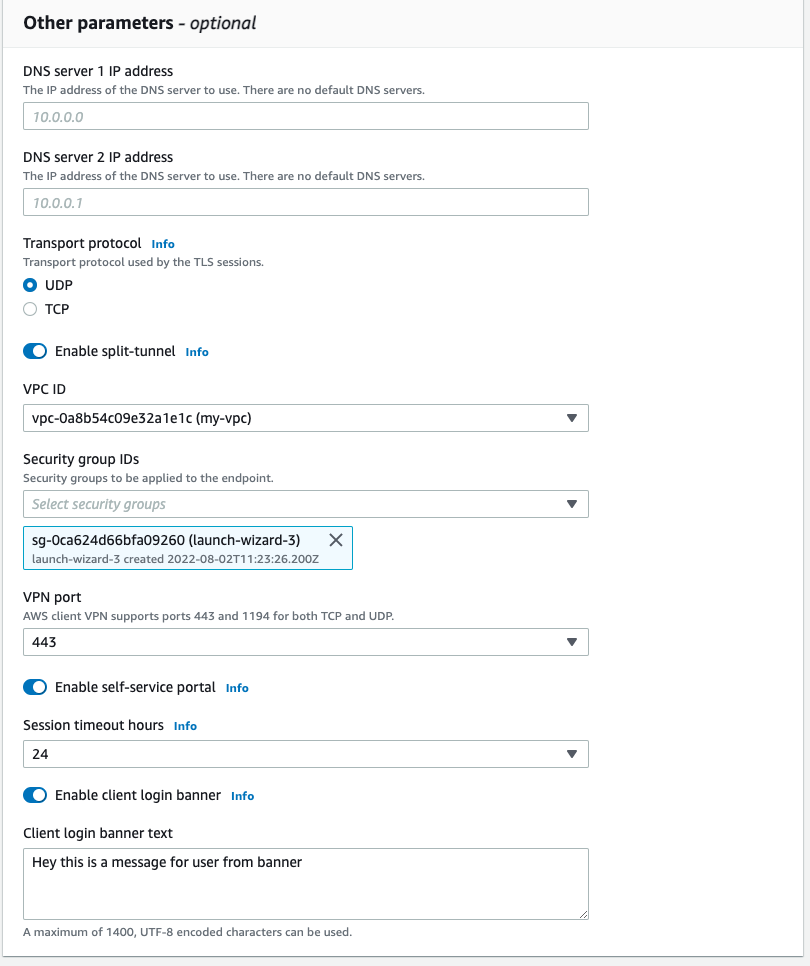 Other parameters - optional
DNS server 1 IP address
The IP address of the DNS server to use. There are no default DNS servers.
10.0.0.0
DNS server 2 IP address
The IP address of the DNS server to use. There are no default DNS servers.
10.0.0.1
Transport protocol Info
Transport protocol used by the TLS sessions.
UDP
TCP
Enable split-tunnel Info
VPC ID
vpc-0a8b54c09e32a1e1c (my-vpc)
Security group IDs
Security groups to be applied to the endpoint.
Select security groups
sg-0ca624d66bfa09260 (launch-wizard-3)
launch-wizard-3 created 2022-08-02T11:23:26.200Z
VPN port
AWS client VPN supports ports 443 and 1194 for both TCP and UDP.
443
Enable self-service portal Info
Session timeout hours Info
24
Enable client login banner Info
Client login banner text
Hey this is a message for user from banner
A maximum of 1400, UTF-8 encoded characters can be used.